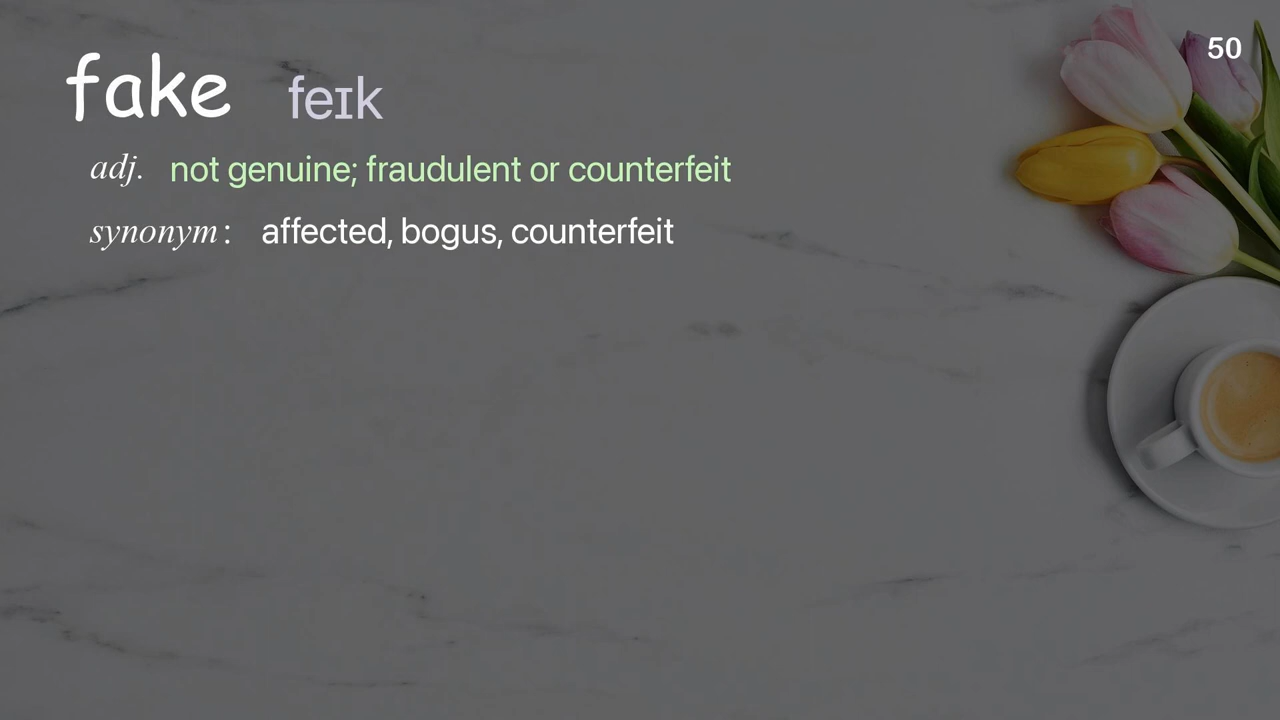 50
fake feɪk
adj. not genuine; fraudulent or counterfeit
synonym: affected, bogus, counterfeit